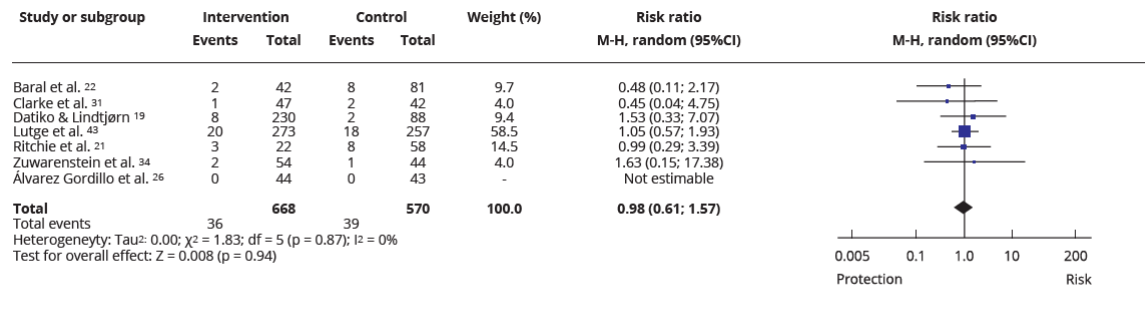 Study or subgroup Intervention Control Weight (%) Risk ratio Risk ratio
Events Total Events Total M-H, random (95%CI) M-H, random (95%CI)
Baral et al. 22 2 42 8 81 9.7 0.48 (0.11; 2.17)
Clarke et al. 31 1 47 2 42 4.0 0.45 (0.04; 4.75)
Datiko & Lindtjørn 19 8 230 2 88 9.4 1.53 (0.33; 7.07)
Lutge et al. 43 20 273 18 257 58.5 1.05 (0.57; 1.93)
Ritchie et al. 21 3 22 8 58 14.5 0.99 (0.29; 3.39)
Zuwarenstein et al. 34 2 54 1 44 4.0 1.63 (0.15; 17.38)
Álvarez Gordillo et al. 26 0 44 0 43 - Not estimable
Total 668 570 100.0 0.98 (0.61; 1.57)
Total events 36 39
Heterogeneyty: Tau2: 0.00; χ2 = 1.83; df = 5 (p = 0.87); I2 = 0%
Test for overall effect: Z = 0.008 (p = 0.94)
0.005 0.1 1.0 10 200
Protection Risk